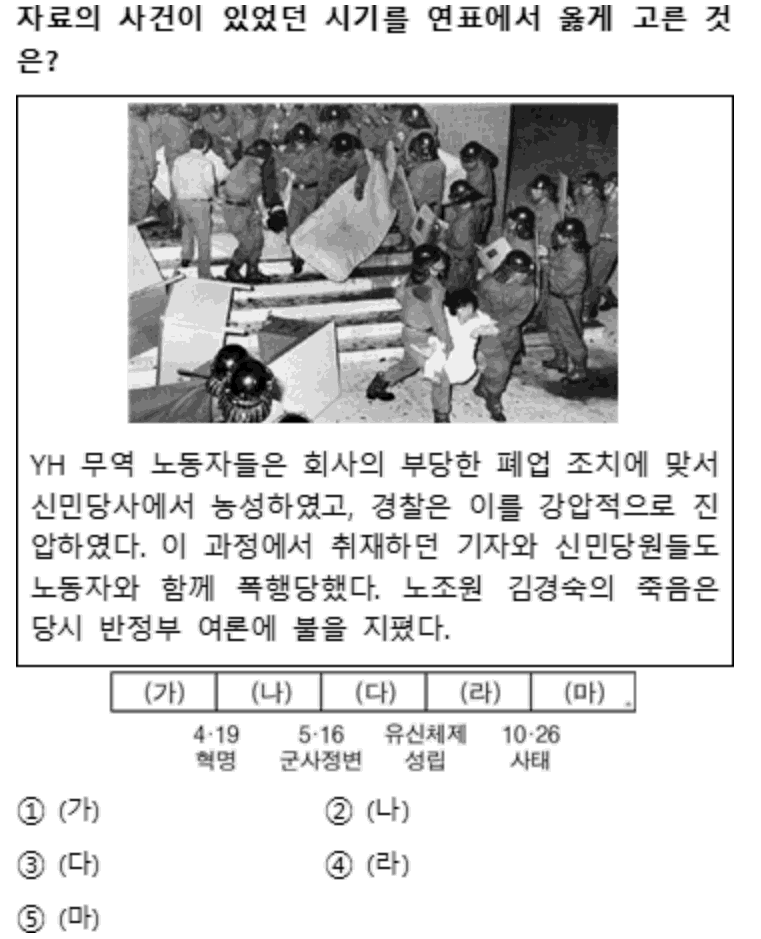 자료의 사건이 있었던 시기를 연표에서 옳게 고른 것
은?
YH 무역 노동자들은 회사의 부당한 폐업 조치에 맞서
신민당사에서 농성하였고, 경찰은 이를 강압적으로 진
압하였다. 이 과정에서 취재하던 기자와 신민당원들도
노동자와 함께 폭행당했다. 노조원 김경숙의 죽음은
당시 반정부 여론에 불을 지폈다.
(가) (나) (다) (라) (마)
4·19 5·16 유신체제 10·26
혁명 군사정변 성립 사태
① (가) ② (나)
③ (다) ④ (라)
⑤ (마)